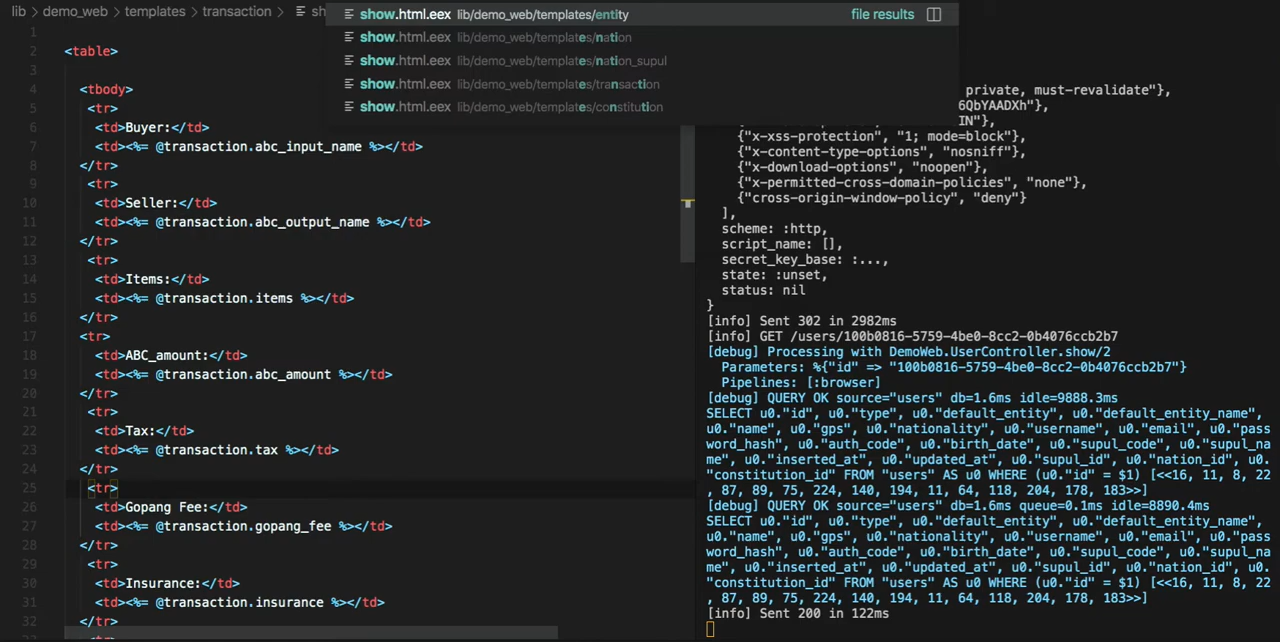 lib > demo_web > templates > transaction > sh
show.html.eex lib/demo_web/templates/entity file results
show.html.eex lib/demo_web/templates/nation
show.html.eex lib/demo_web/templates/nation_supul
show.html.eex lib/demo_web/templates/transaction
show.html.eex lib/demo_web/templates/constitution
1
2 <table>
3
4 <tbody>
5 <tr>
6 <td>Buyer:</td>
7 <td><%= @transaction.abc_input_name %></td>
8 </tr>
9 <tr>
10 <td>Seller:</td>
11 <td><%= @transaction.abc_output_name %></td>
12 </tr>
13 <tr>
14 <td>Items:</td>
15 <td><%= @transaction.items %></td>
16 </tr>
17 <tr>
18 <td>ABC_amount:</td>
19 <td><%= @transaction.abc_amount %></td>
20 </tr>
21 <tr>
22 <td>Tax:</td>
23 <td><%= @transaction.tax %></td>
24 </tr>
25 <tr>
26 <td>Gopang Fee:</td>
27 <td><%= @transaction.gopang_fee %></td>
28 </tr>
29 <tr>
30 <td>Insurance:</td>
31 <td><%= @transaction.insurance %></td>
32 </tr>
private, must-revalidate"},
6QbYAADXh"},
IN"},
{"x-xss-protection", "1; mode=block"},
{"x-content-type-options", "nosniff"},
{"x-download-options", "noopen"},
{"x-permitted-cross-domain-policies", "none"},
{"cross-origin-window-policy", "deny"}
],
scheme: :http,
script_name: [],
secret_key_base: :...,
state: :unset,
status: nil
}
[info] Sent 302 in 2982ms
[info] GET /users/100b0816-5759-4be0-8cc2-0b4076ccb2b7
[debug] Processing with DemoWeb.UserController.show/2
Parameters: %{"id" => "100b0816-5759-4be0-8cc2-0b4076ccb2b7"}
Pipelines: [:browser]
[debug] QUERY OK source="users" db=1.6ms idle=9888.3ms
SELECT u0."id", u0."type", u0."default_entity", u0."default_entity_name",
u0."name", u0."gps", u0."nationality", u0."username", u0."email", u0."pass
word_hash", u0."auth_code", u0."birth_date", u0."supul_code", u0."supul_na
me", u0."inserted_at", u0."updated_at", u0."supul_id", u0."nation_id", u0.
"constitution_id" FROM "users" AS u0 WHERE (u0."id" = $1) [<<16, 11, 8, 22
, 87, 89, 75, 224, 140, 194, 11, 64, 118, 204, 178, 183>>]
[debug] QUERY OK source="users" db=1.6ms queue=0.1ms idle=8890.4ms
SELECT u0."id", u0."type", u0."default_entity", u0."default_entity_name",
u0."name", u0."gps", u0."nationality", u0."username", u0."email", u0."pass
word_hash", u0."auth_code", u0."birth_date", u0."supul_code", u0."supul_na
me", u0."inserted_at", u0."updated_at", u0."supul_id", u0."nation_id", u0.
"constitution_id" FROM "users" AS u0 WHERE (u0."id" = $1) [<<16, 11, 8, 22
, 87, 89, 75, 224, 140, 194, 11, 64, 118, 204, 178, 183>>]
[info] Sent 200 in 122ms